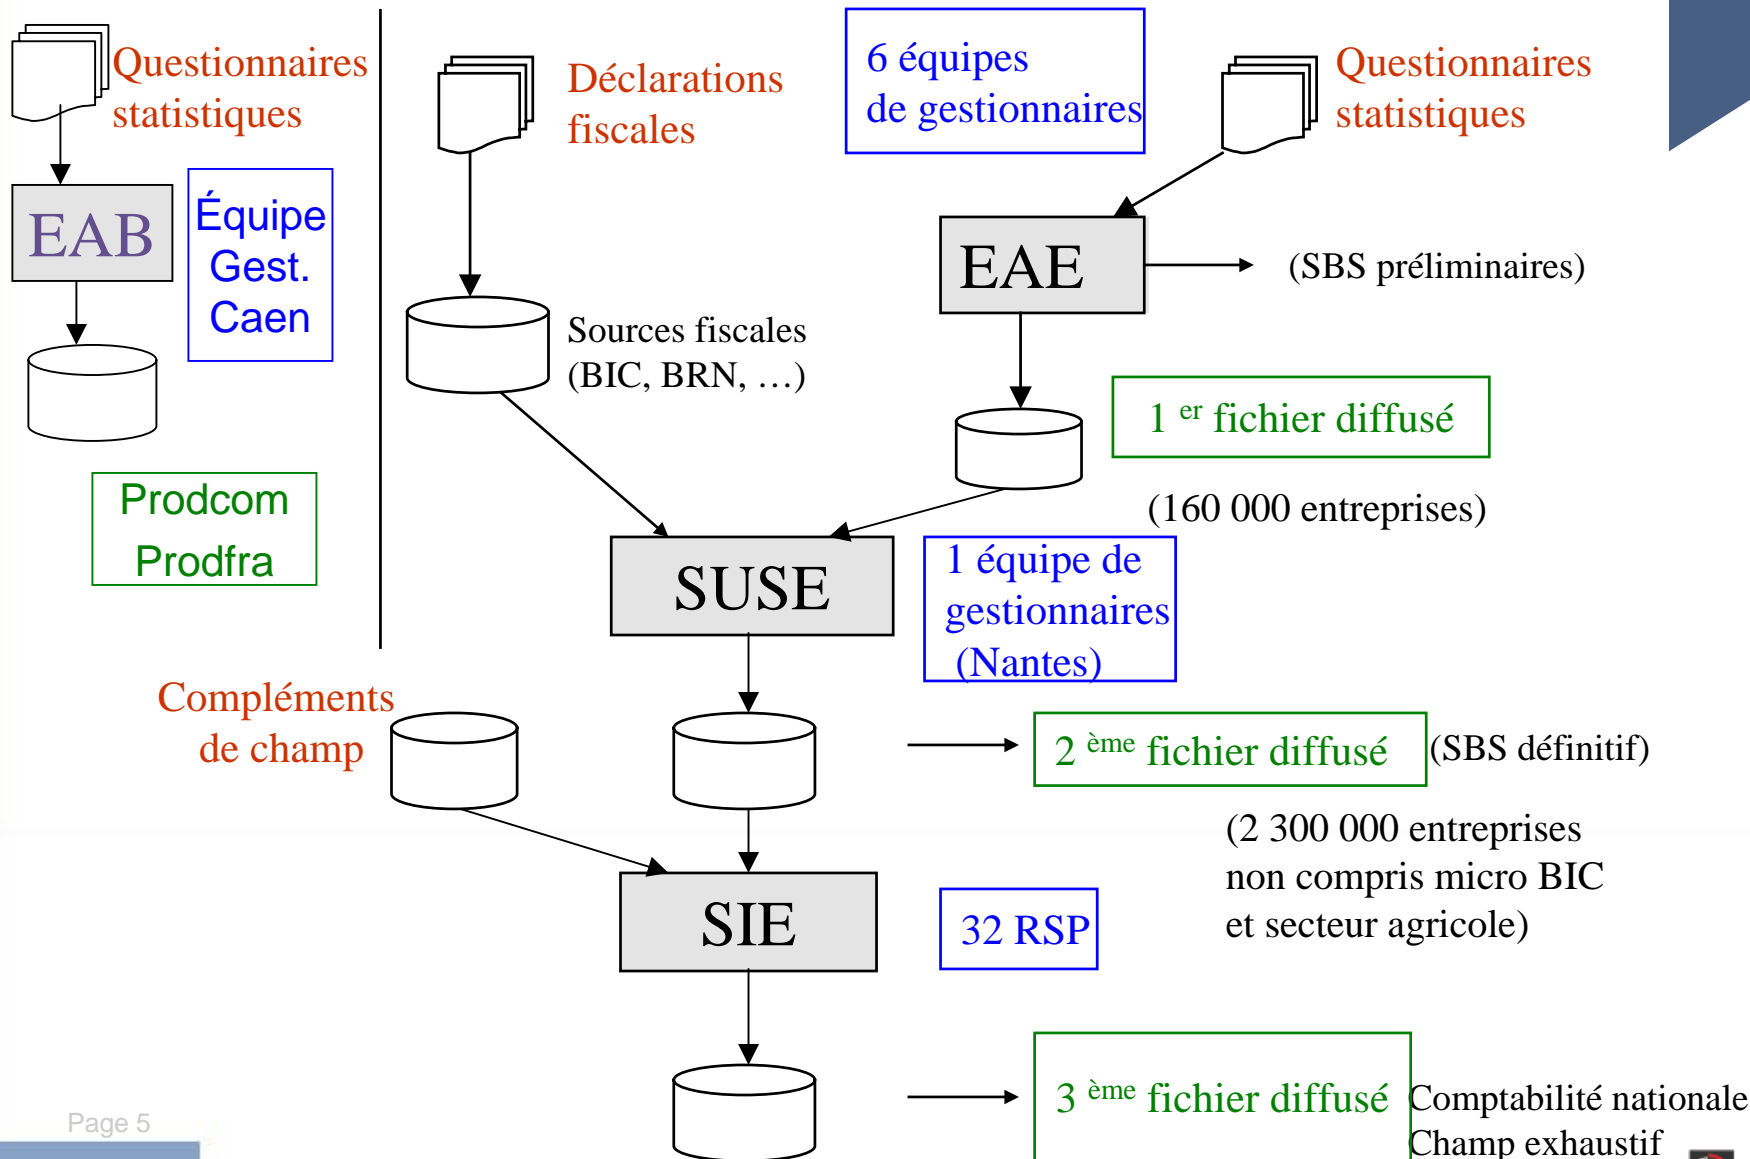 Questionnaires
statistiques
EAB
Équipe
Gest.
Caen
Prodcom
Prodfra
Déclarations
fiscales
Sources fiscales
(BIC, BRN, …)
6 équipes
de gestionnaires
Questionnaires
statistiques
EAE
(SBS préliminaires)
1 er fichier diffusé
(160 000 entreprises)
SUSE
1 équipe de
gestionnaires
(Nantes)
Compléments
de champ
2 ème fichier diffusé
(SBS définitif)
(2 300 000 entreprises
non compris micro BIC
et secteur agricole)
SIE
32 RSP
3 ème fichier diffusé
Comptabilité nationale
Champ exhaustif
Page 5